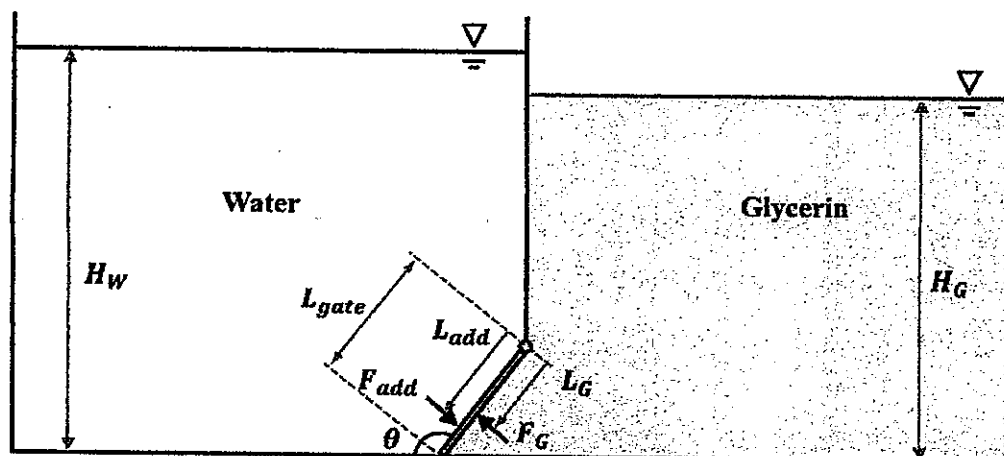 Water
Glycerin
H_W
H_G
L_gate
L_add
L_G
F_add
F_G
θ